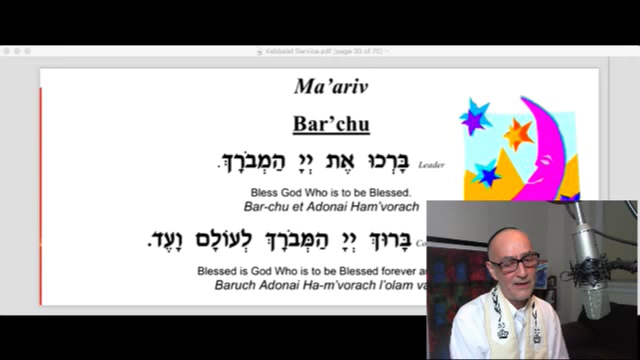 Kabbalat Service.pdf (page 30 of 70)
Ma'ariv
Bar'chu
בָּרְכוּ אֶת יְיָ הַמְבֹרָךְ. Leader
Bless God Who is to be Blessed.
Bar-chu et Adonai Ham'vorach
בָּרוּךְ יְיָ הַמְּבֹרָךְ לְעוֹלָם וָעֶד.
Blessed is God Who is to be Blessed forever
Baruch Adonai Ha-m'vorach l'olam